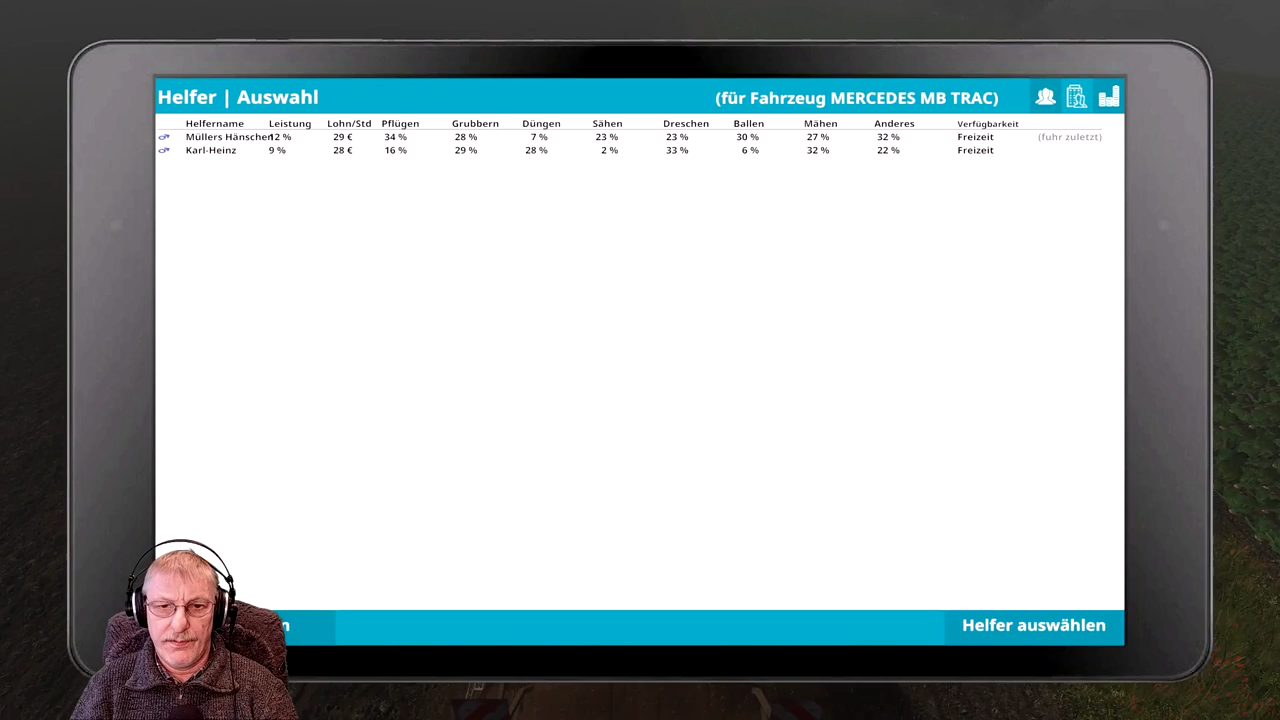 Helfer | Auswahl (für Fahrzeug MERCEDES MB TRAC)
Helfername Leistung Lohn/Std Pflügen Grubbern Düngen Sähen Dreschen Ballen Mähen Anderes Verfügbarkeit
Müllers Hänschen 12 % 29 € 34 % 28 % 7 % 23 % 23 % 30 % 27 % 32 % Freizeit (fuhr zuletzt)
Karl-Heinz 9 % 28 € 16 % 29 % 28 % 2 % 33 % 6 % 32 % 22 % Freizeit
Helfer auswählen